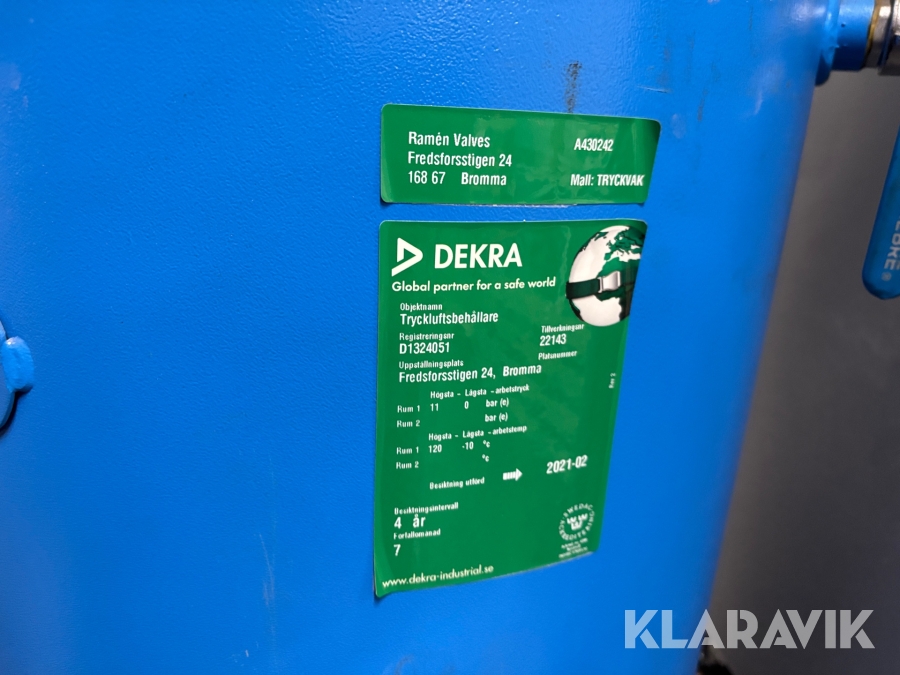 Ramén Valves A430242
Fredsforsstigen 24
168 67 Bromma Mall: TRYCKVAK
DEKRA
Global partner for a safe world
Objektnamn
Tryckluftsbehållare
Registreringsnr Tillverkningsnr
D1324051 22143
Uppställningsplats Platsnummer
Fredsforsstigen 24, Bromma
Högsta - Lägsta - arbetstryck
Rum 1 11 0 bar (e)
Rum 2 bar (e)
Högsta - Lägsta - arbetstemp
Rum 1 120 -10 °c
Rum 2 °c
Besiktning utförd 2021-02
Besiktningsintervall
4 år
Förfallomånad
7
SWEDAC
ACKREDITERING
www.dekra-industrial.se
KLARAVIK